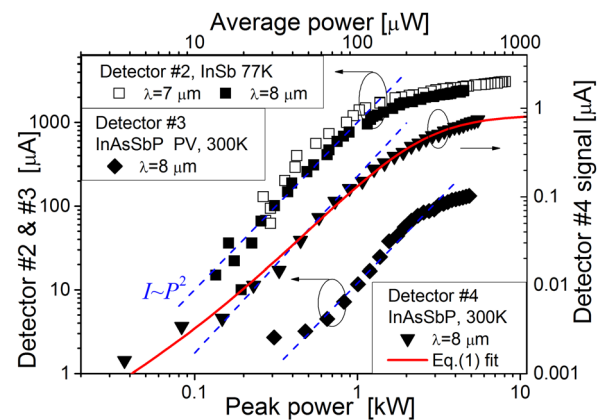 Average power [μW]
10
100
1000
Detector #2, InSb 77K
λ=7 μm
λ=8 μm
Detector #3
InAsSbP PV, 300K
λ=8 μm
I~P²
Detector #4
InAsSbP, 300K
λ=8 μm
Eq.(1) fit
Detector #2 & #3 [μA]
1000
100
10
1
Detector #4 signal [μA]
1
0.1
0.01
0.001
0.1
1
10
Peak power [kW]